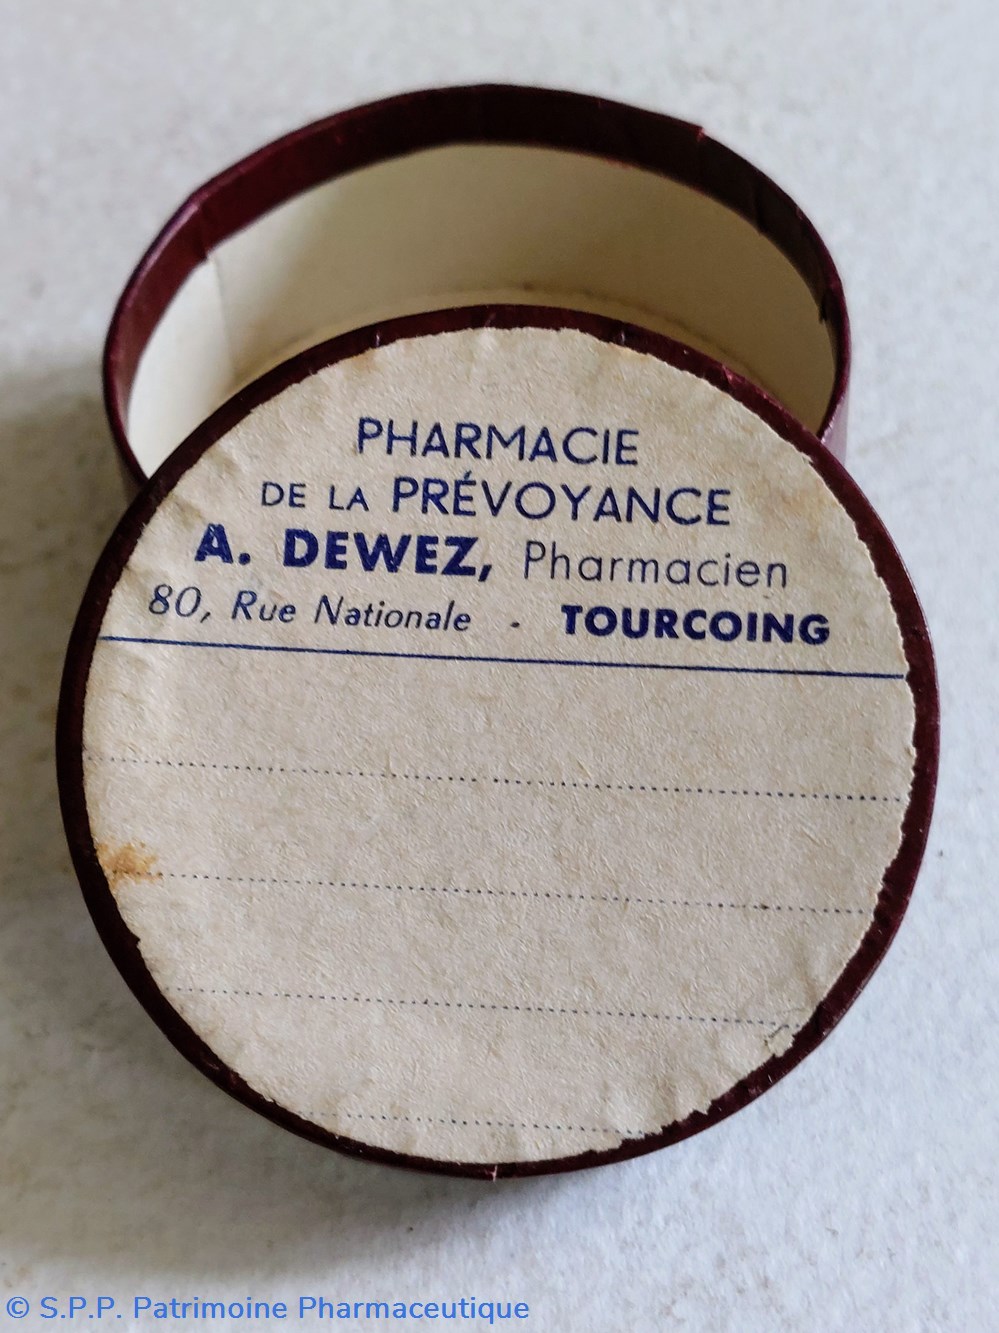 PHARMACIE
DE LA PRÉVOYANCE
A. DEWEZ, Pharmacien
80, Rue Nationale - TOURCOING
© S.P.P. Patrimoine Pharmaceutique